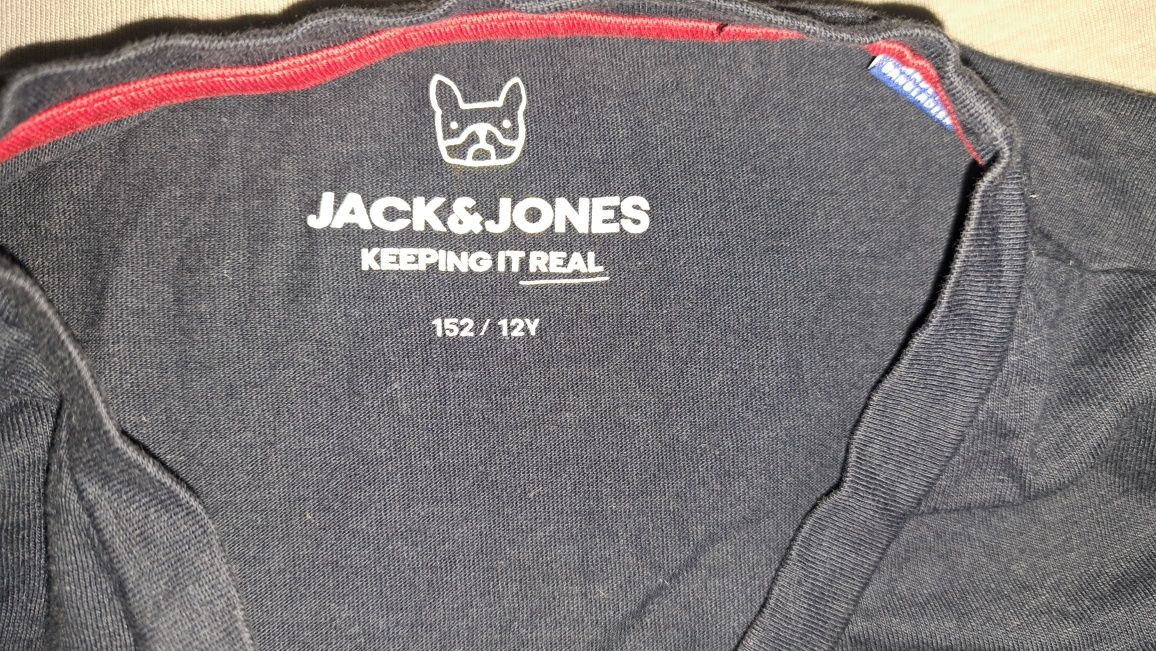 JACK&JONES
KEEPING IT REAL
152 / 12Y